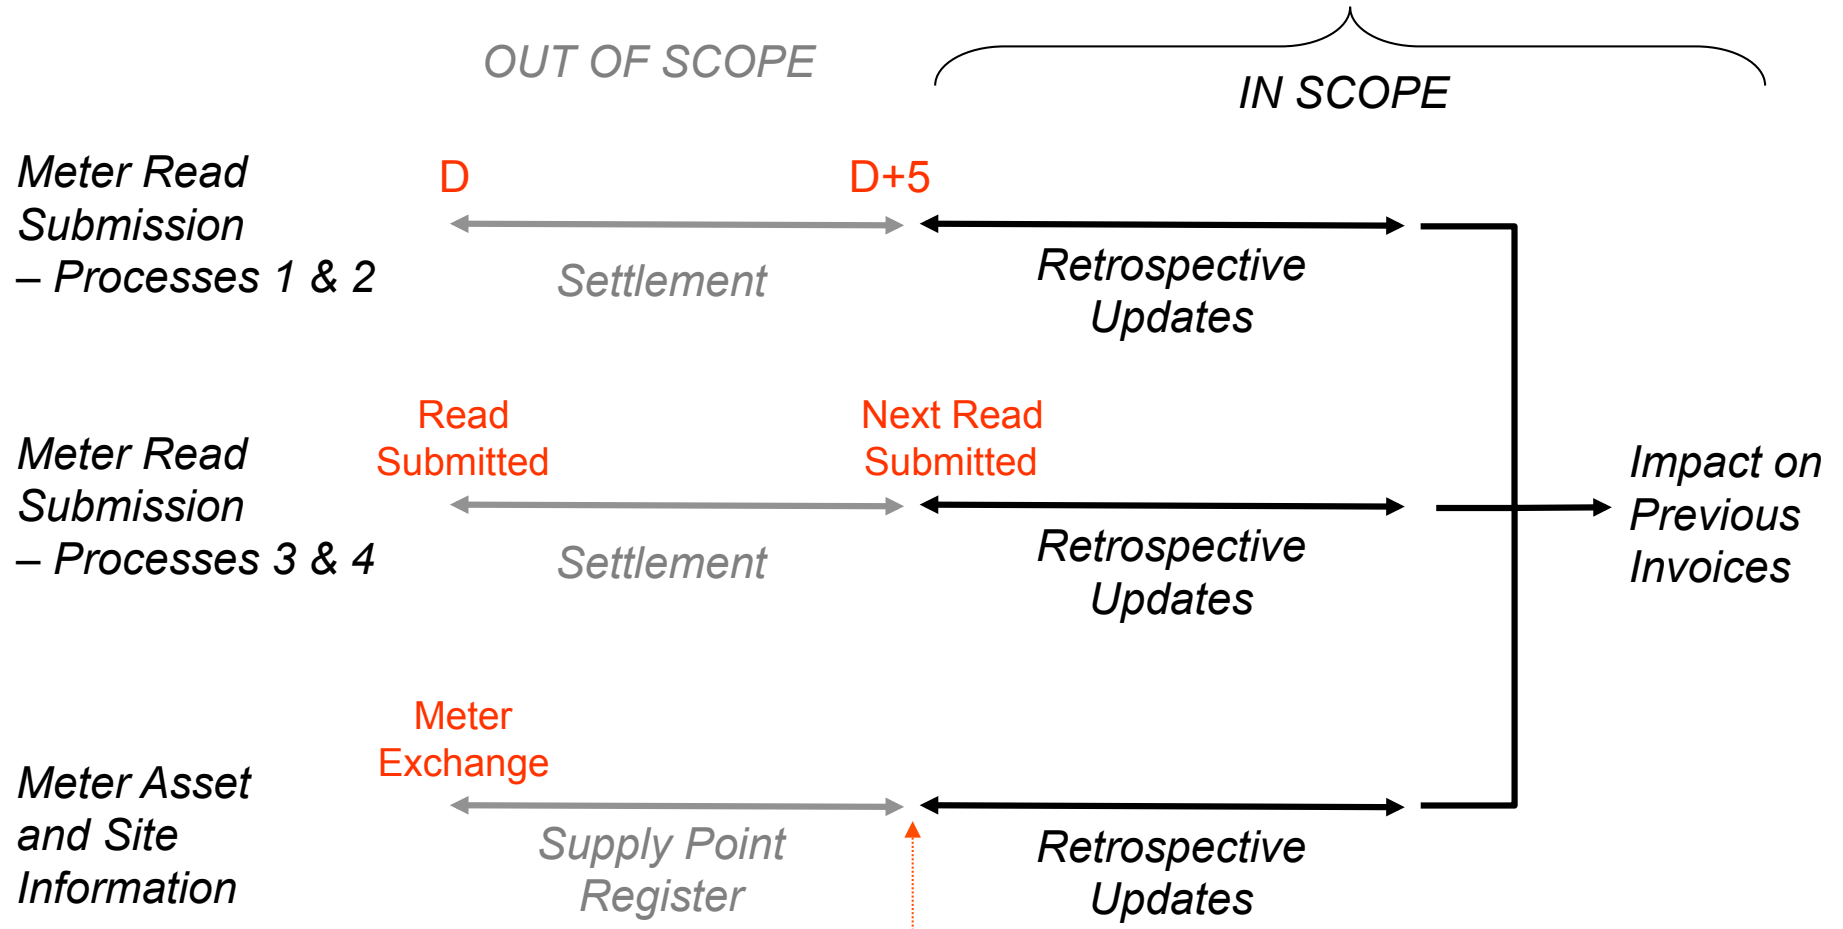 OUT OF SCOPE
IN SCOPE
Meter Read
Submission
– Processes 1 & 2
D
D+5
Settlement
Retrospective
Updates
Meter Read
Submission
– Processes 3 & 4
Read
Submitted
Next Read
Submitted
Settlement
Retrospective
Updates
Impact on
Previous
Invoices
Meter Asset
and Site
Information
Meter
Exchange
Supply Point
Register
Retrospective
Updates